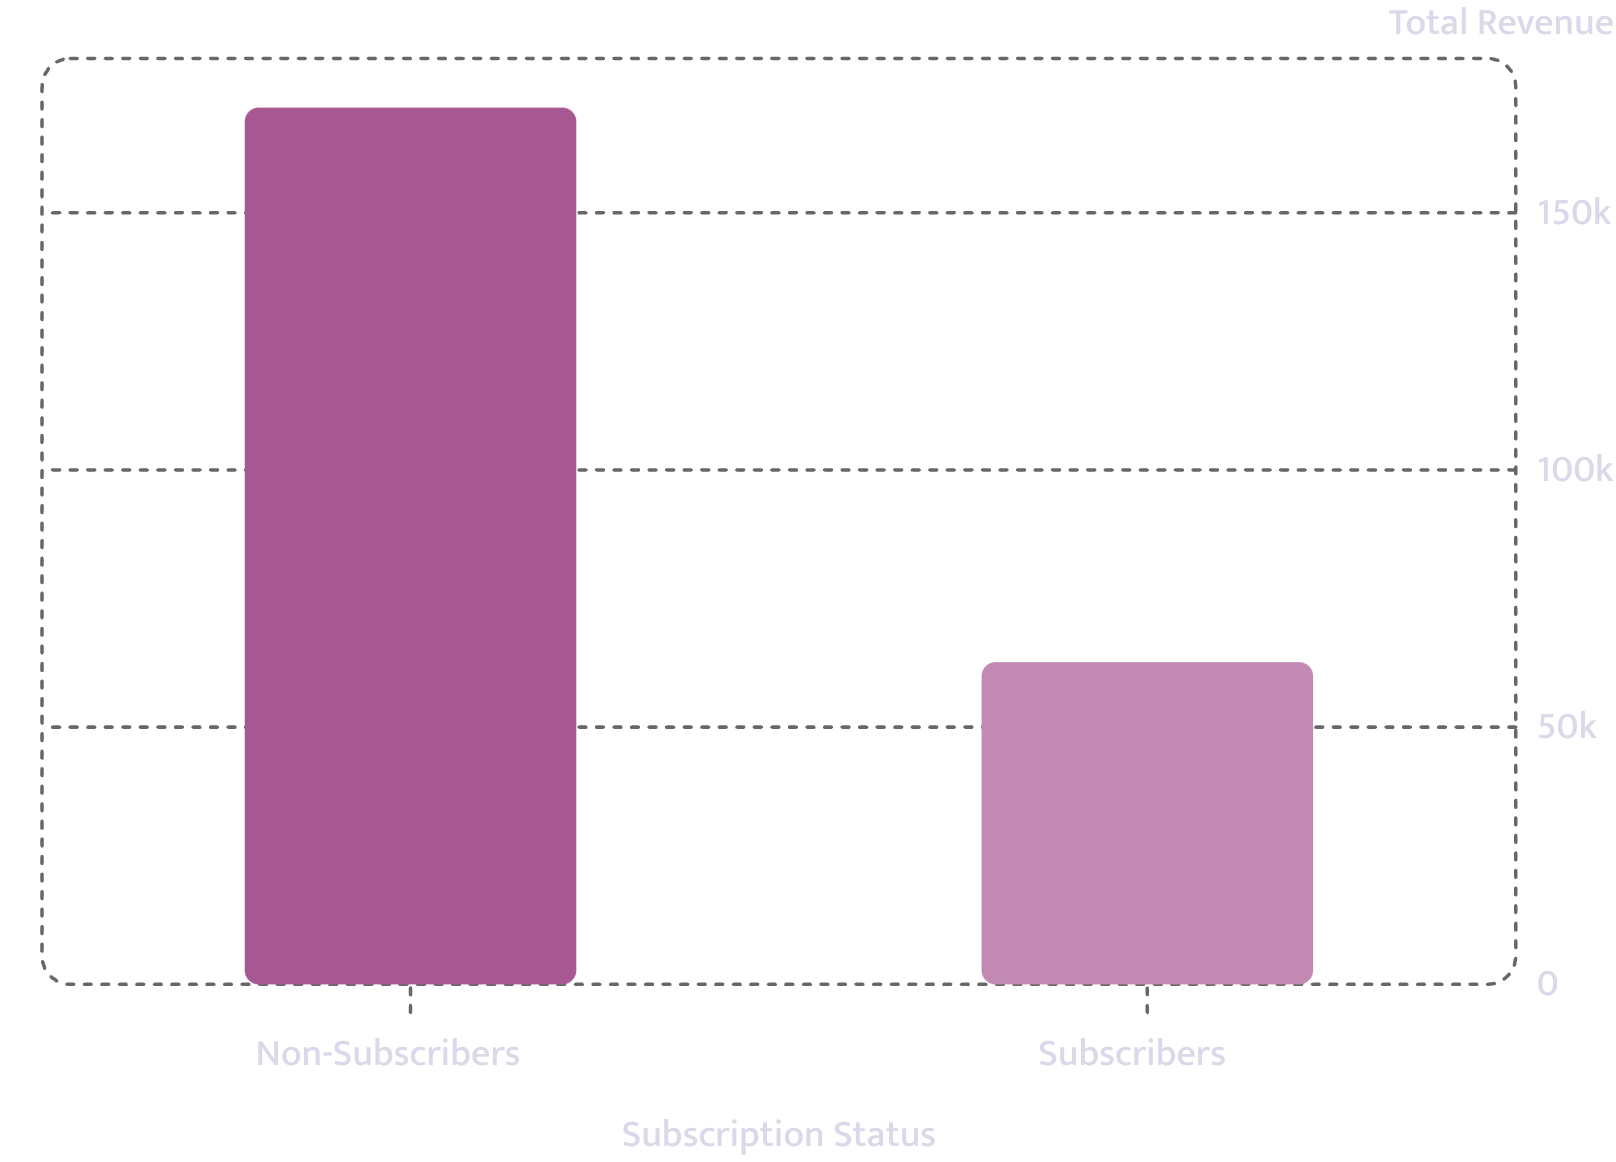 Total Revenue
150k
100k
50k
0
Non-Subscribers
Subscribers
Subscription Status